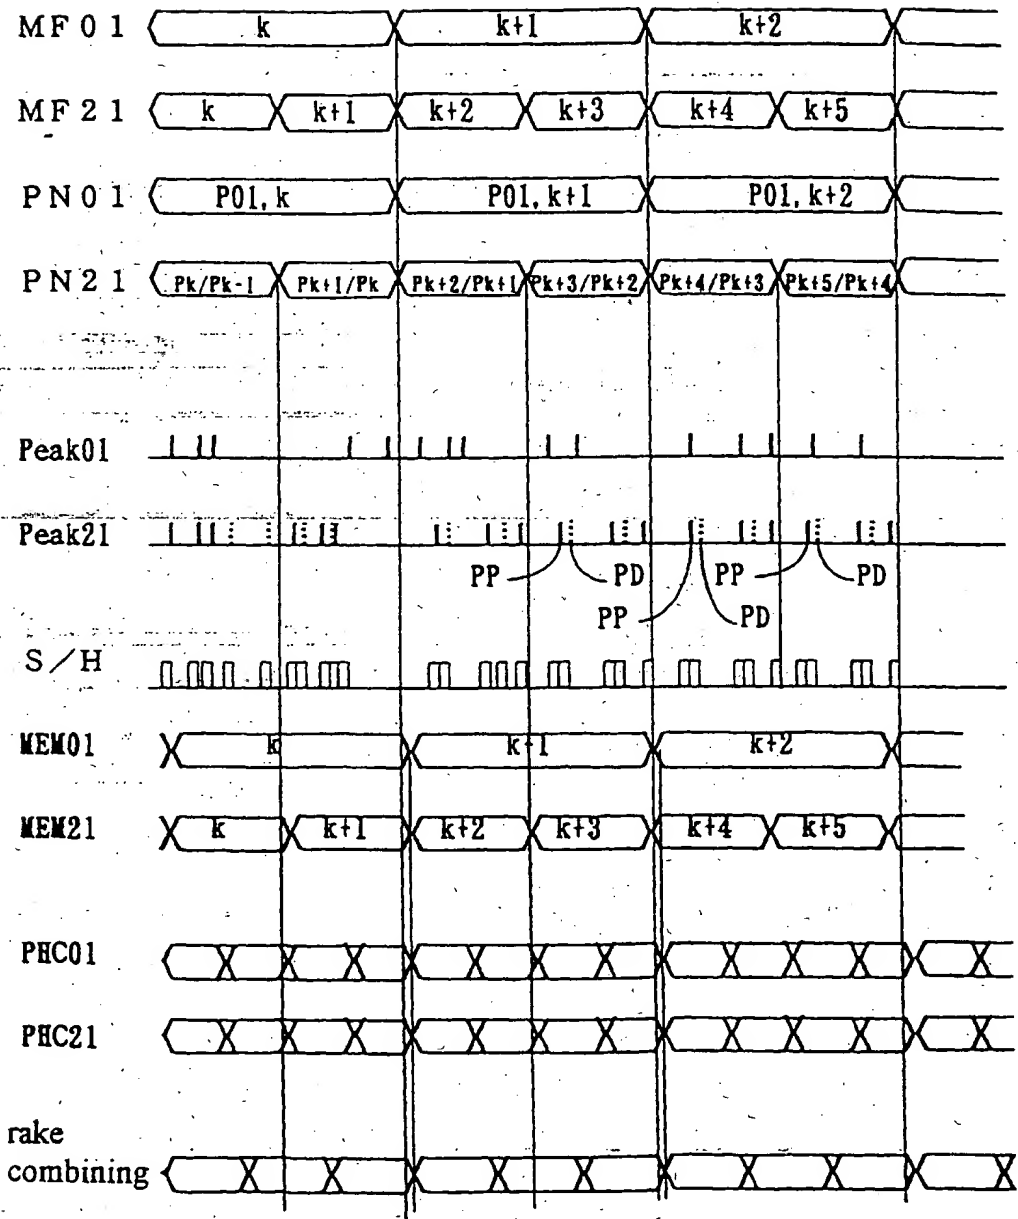 MF01 k k+1 k+2
MF21 k k+1 k+2 k+3 k+4 k+5
PN01 P01, k P01, k+1 P01, k+2
PN21 Pk/Pk-1 Pk+1/Pk Pk+2/Pk+1 Pk+3/Pk+2 Pk+4/Pk+3 Pk+5/Pk+4
Peak01
Peak21
PP PD PP PD
PP PD
S/H
MEM01 k k+1 k+2
MEM21 k k+1 k+2 k+3 k+4 k+5
PHC01
PHC21
rake
combining